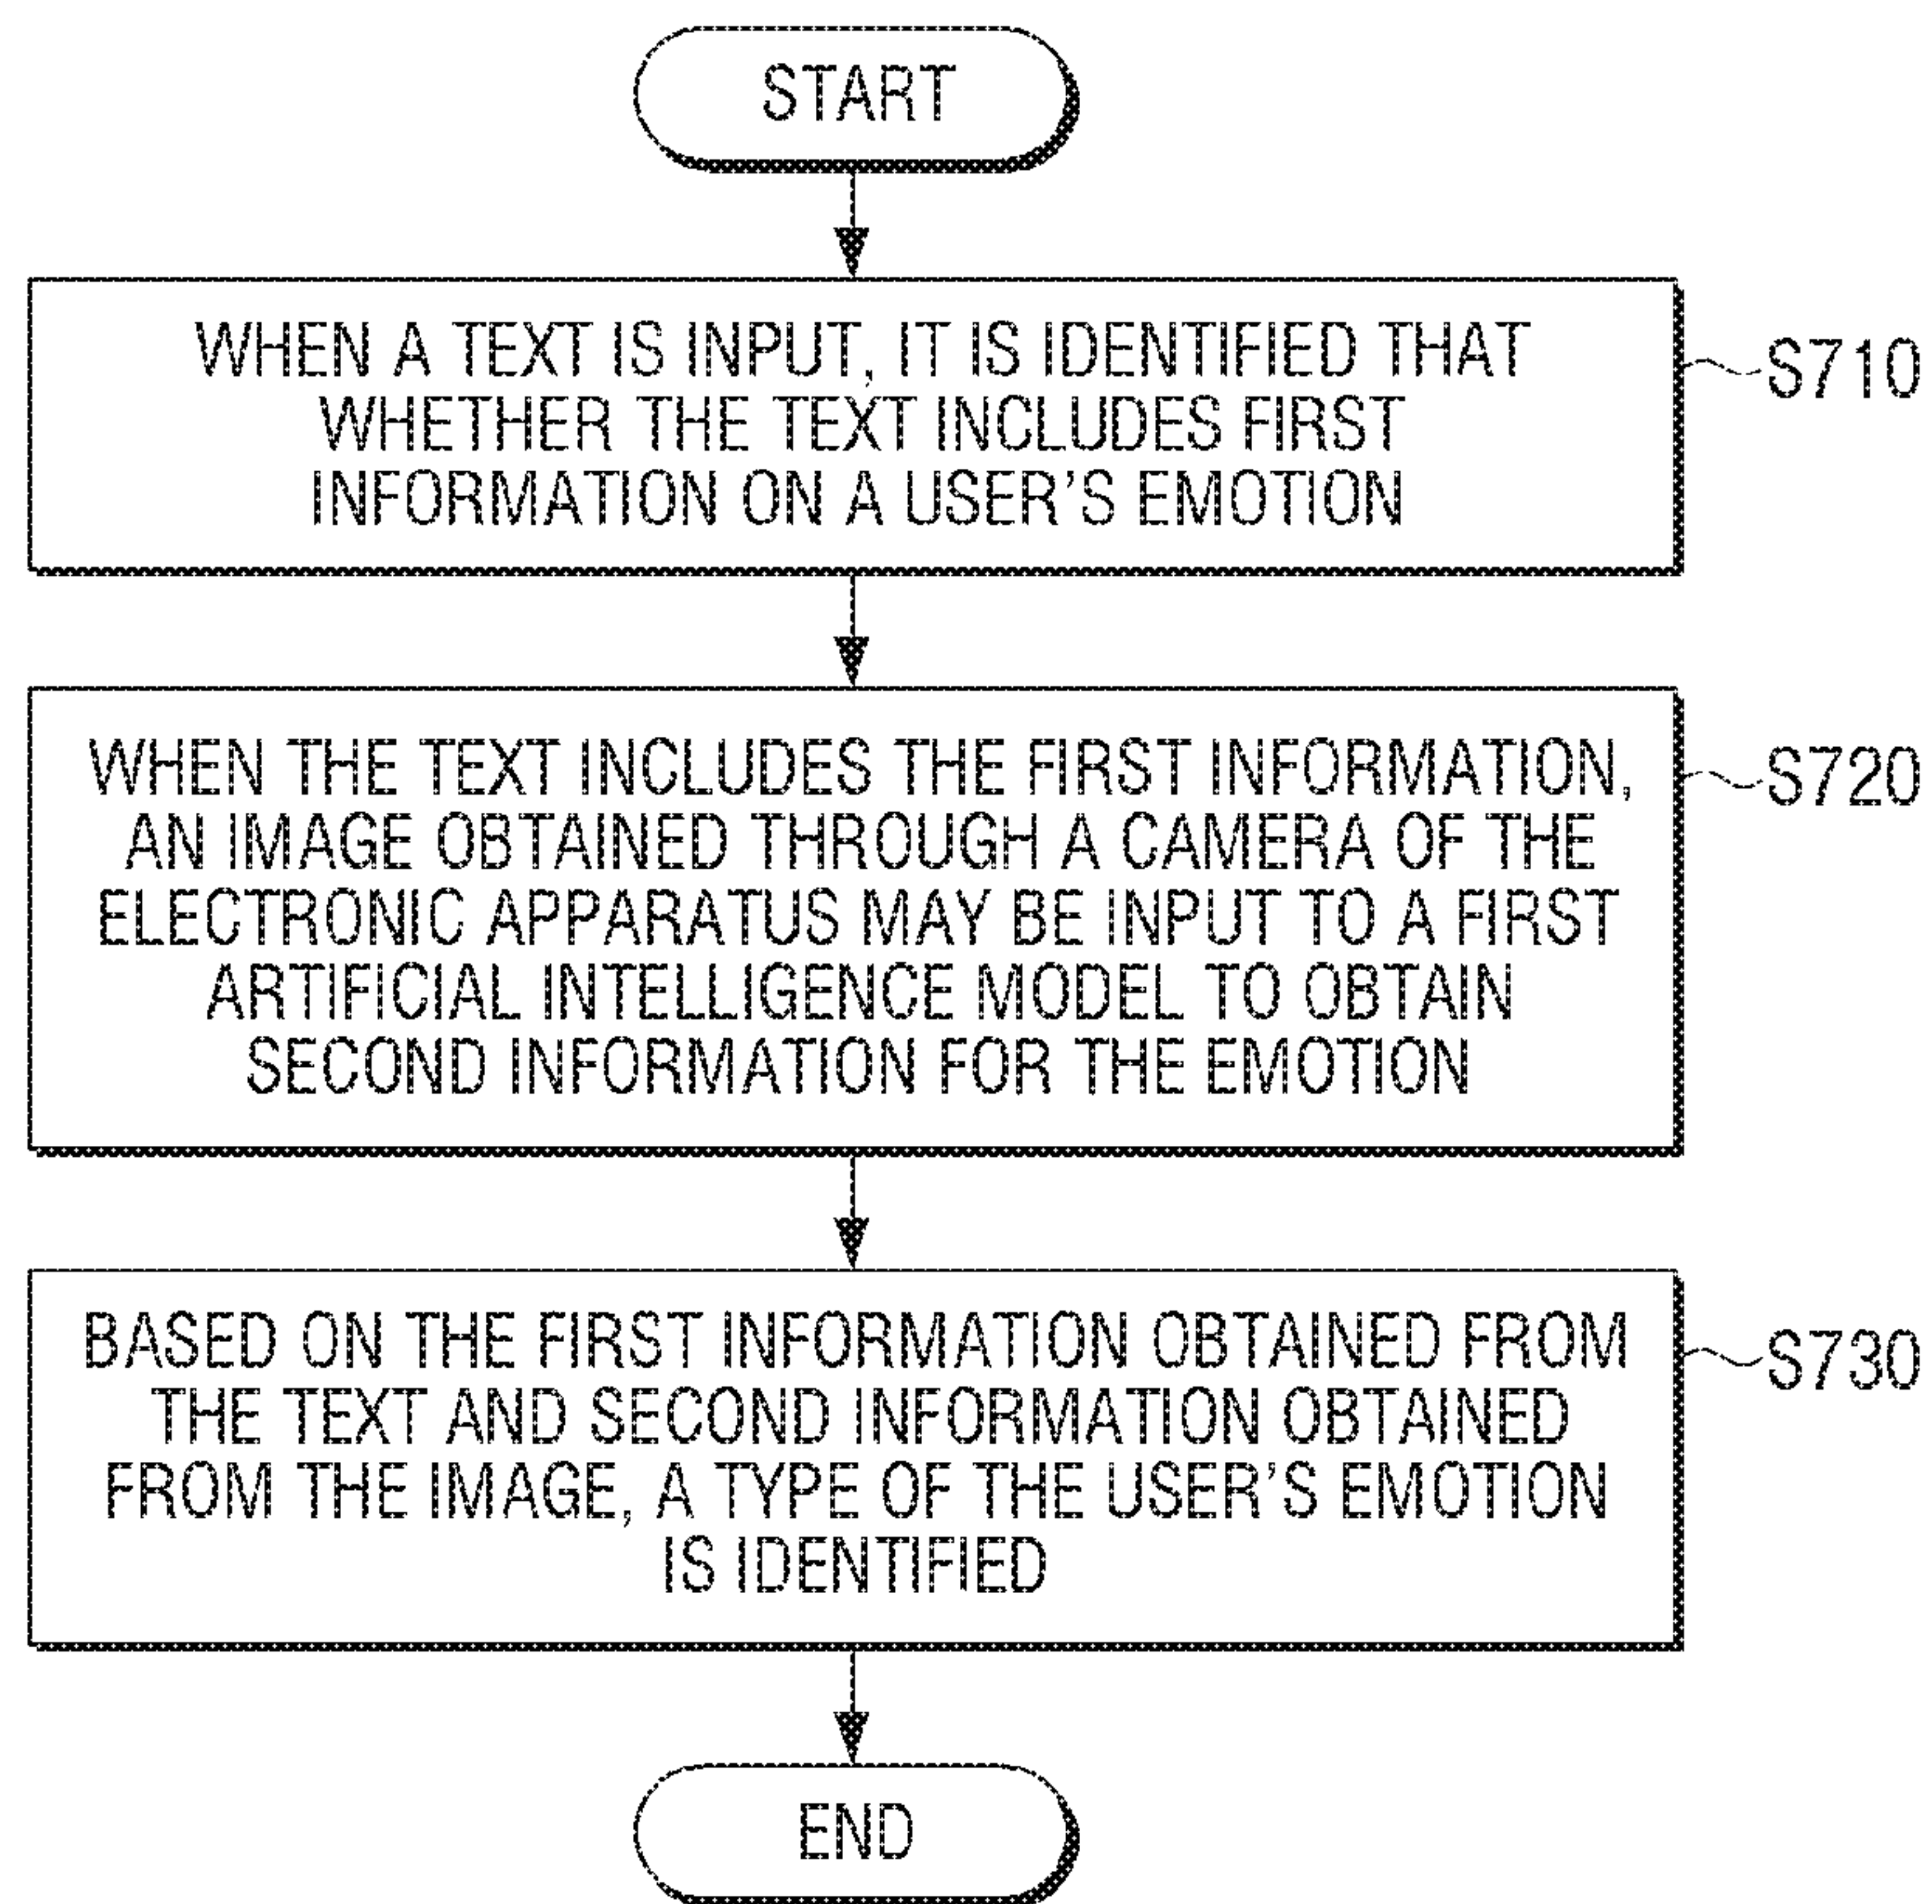 START
WHEN A TEXT IS INPUT, IT IS IDENTIFIED THAT
WHETHER THE TEXT INCLUDES FIRST
INFORMATION ON A USER'S EMOTION
S710
WHEN THE TEXT INCLUDES THE FIRST INFORMATION,
AN IMAGE OBTAINED THROUGH A CAMERA OF THE
ELECTRONIC APPARATUS MAY BE INPUT TO A FIRST
ARTIFICIAL INTELLIGENCE MODEL TO OBTAIN
SECOND INFORMATION FOR THE EMOTION
S720
BASED ON THE FIRST INFORMATION OBTAINED FROM
THE TEXT AND SECOND INFORMATION OBTAINED
FROM THE IMAGE, A TYPE OF THE USER'S EMOTION
IS IDENTIFIED
S730
END